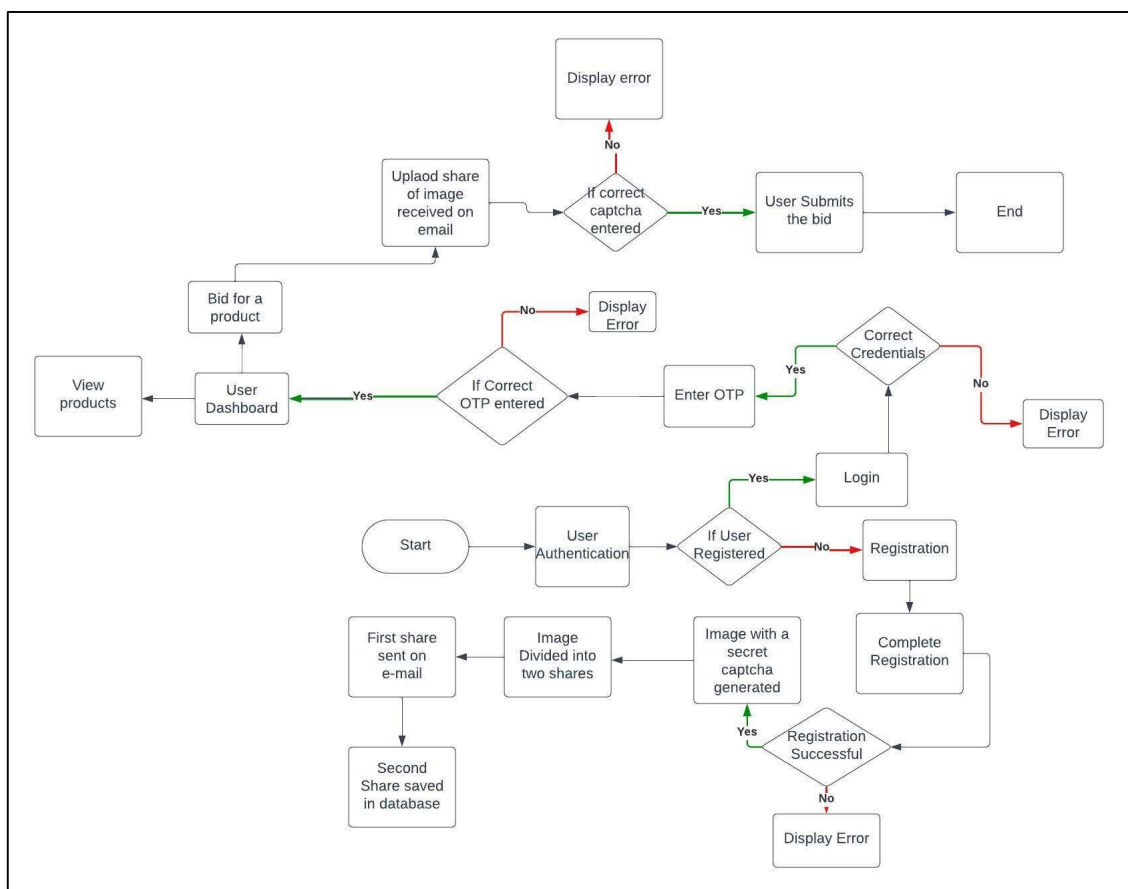 Display error
No
Uplaod share
of image
received on
email
If correct
captcha
entered
Yes
User Submits
the bid
End
Bid for a
product
No
Display
Error
Correct
Credentials
View
products
User
Dashboard
Yes
If Correct
OTP entered
Enter OTP
Yes
No
Display
Error
Yes
Login
Start
User
Authentication
If User
Registered
No
Registration
First share
sent on
e-mail
Image
Divided into
two shares
Image with a
secret
captcha
generated
Complete
Registration
Yes
Registration
Successful
Second
Share saved
in database
No
Display Error